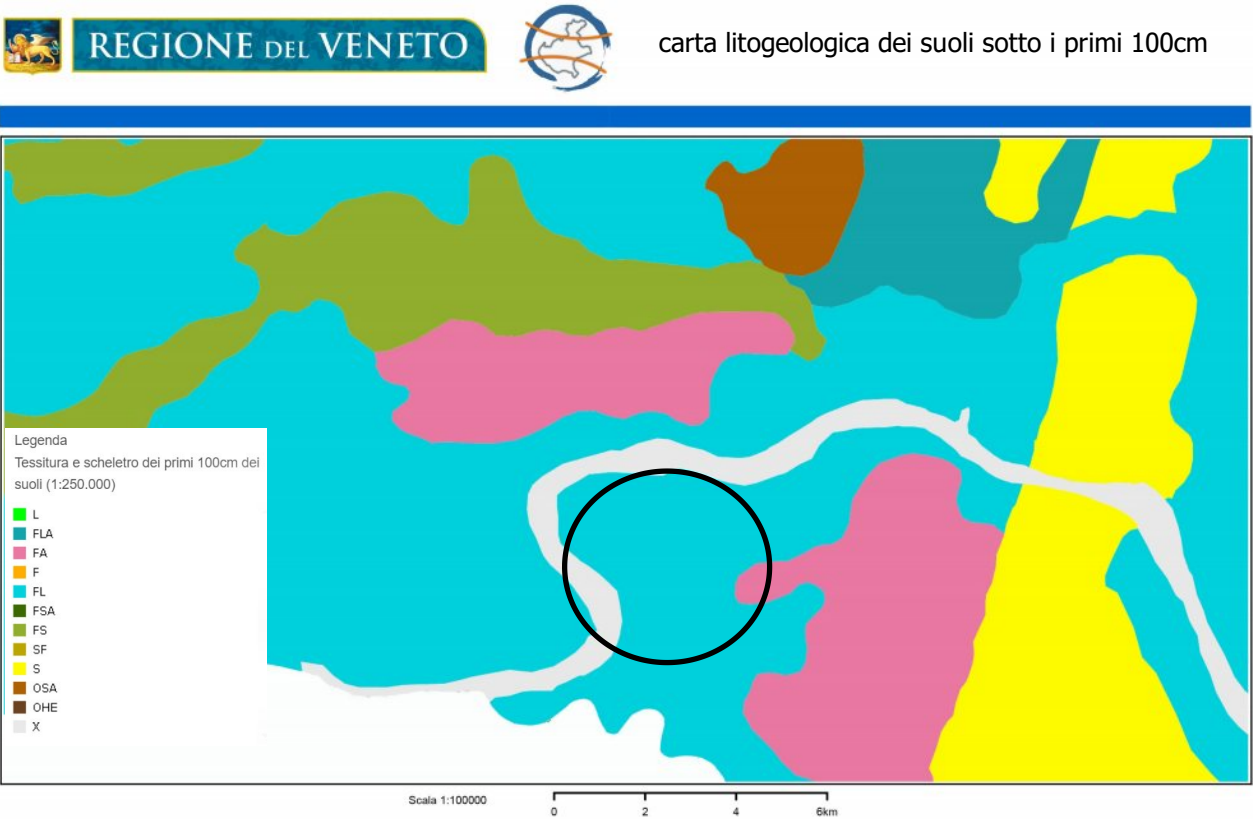 REGIONE DEL VENETO
carta litogeologica dei suoli sotto i primi 100cm
Legenda
Tessitura e scheletro dei primi 100cm dei
suoli (1:250.000)
L
FLA
FA
F
FL
FSA
FS
SF
S
OSA
OHE
X
Scala 1:100000
0 2 4 6km